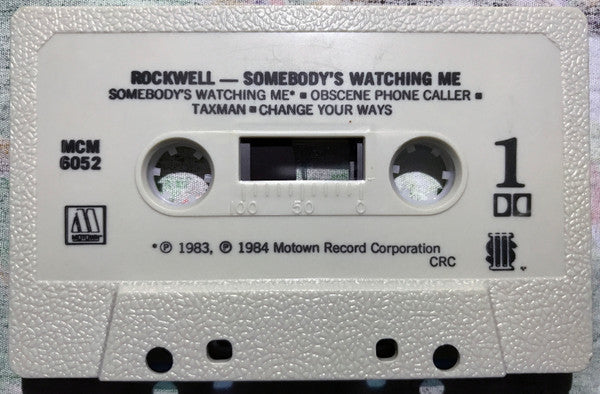 ROCKWELL — SOMEBODY'S WATCHING ME
SOMEBODY'S WATCHING ME* ▪ OBSCENE PHONE CALLER ▪
TAXMAN ▪ CHANGE YOUR WAYS
MCM
6052
1
100 50 0
MOTOWN
* ℗ 1983, ℗ 1984 Motown Record Corporation
CRC